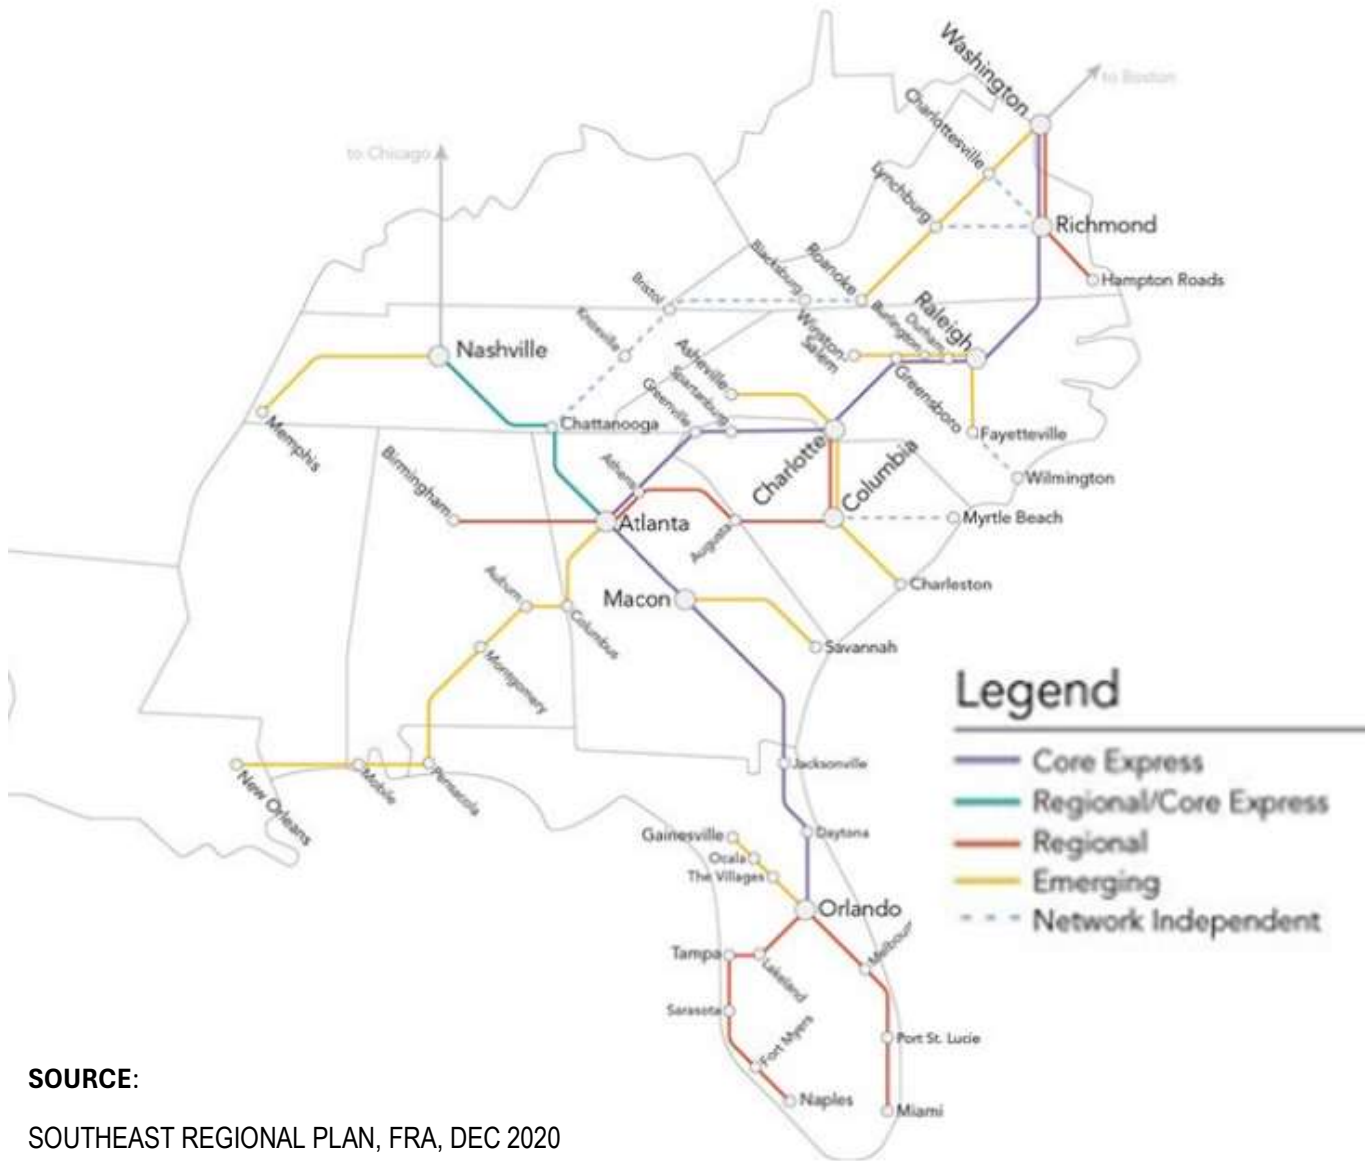 Washington
to Boston
Charlottesville
to Chicago
Lynchburg
Richmond
Blacksburg
Roanoke
Hampton Roads
Bristol
Raleigh
Burlington
Durham
Winston-
Salem
Knoxville
Nashville
Asheville
Spartanburg
Greenville
Greensboro
Chattanooga
Fayetteville
Memphis
Birmingham
Charlotte
Columbia
Athens
Wilmington
Atlanta
Augusta
Myrtle Beach
Auburn
Macon
Columbus
Charleston
Savannah
Montgomery
Jacksonville
New Orleans
Mobile
Pensacola
Gainesville
Daytona
Ocala
The Villages
Orlando
Tampa
Lakeland
Melbour
Sarasota
Fort Myers
Port St. Lucie
Naples
Miami
Legend
Core Express
Regional/Core Express
Regional
Emerging
Network Independent
SOURCE:
SOUTHEAST REGIONAL PLAN, FRA, DEC 2020